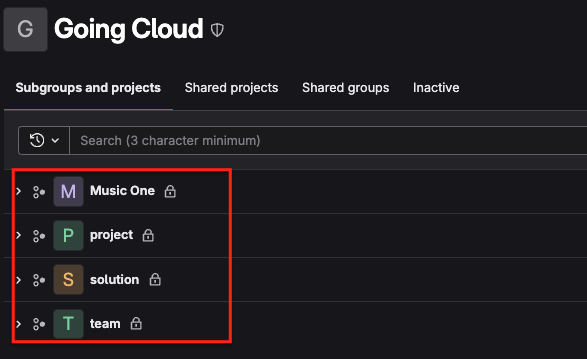 G Going Cloud
Subgroups and projects Shared projects Shared groups Inactive
Search (3 character minimum)
M Music One
P project
S solution
T team